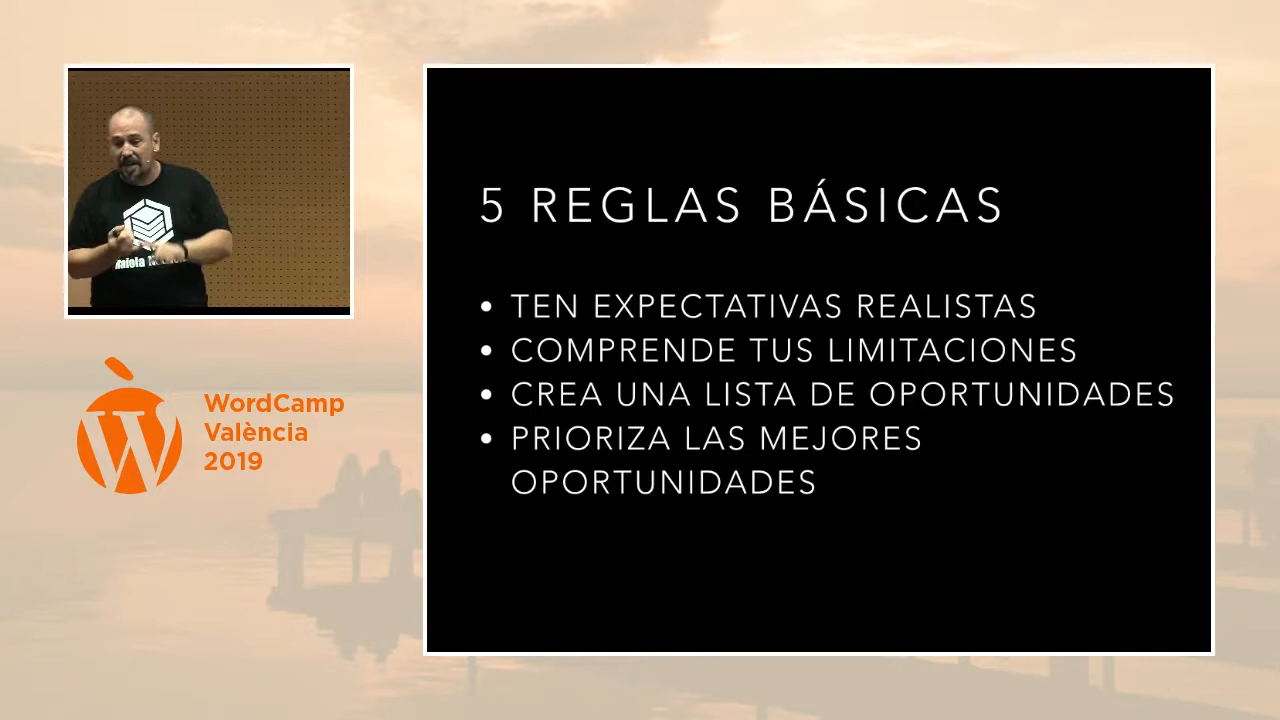 WordCamp
València
2019
5 REGLAS BÁSICAS
• TEN EXPECTATIVAS REALISTAS
• COMPRENDE TUS LIMITACIONES
• CREA UNA LISTA DE OPORTUNIDADES
• PRIORIZA LAS MEJORES
OPORTUNIDADES